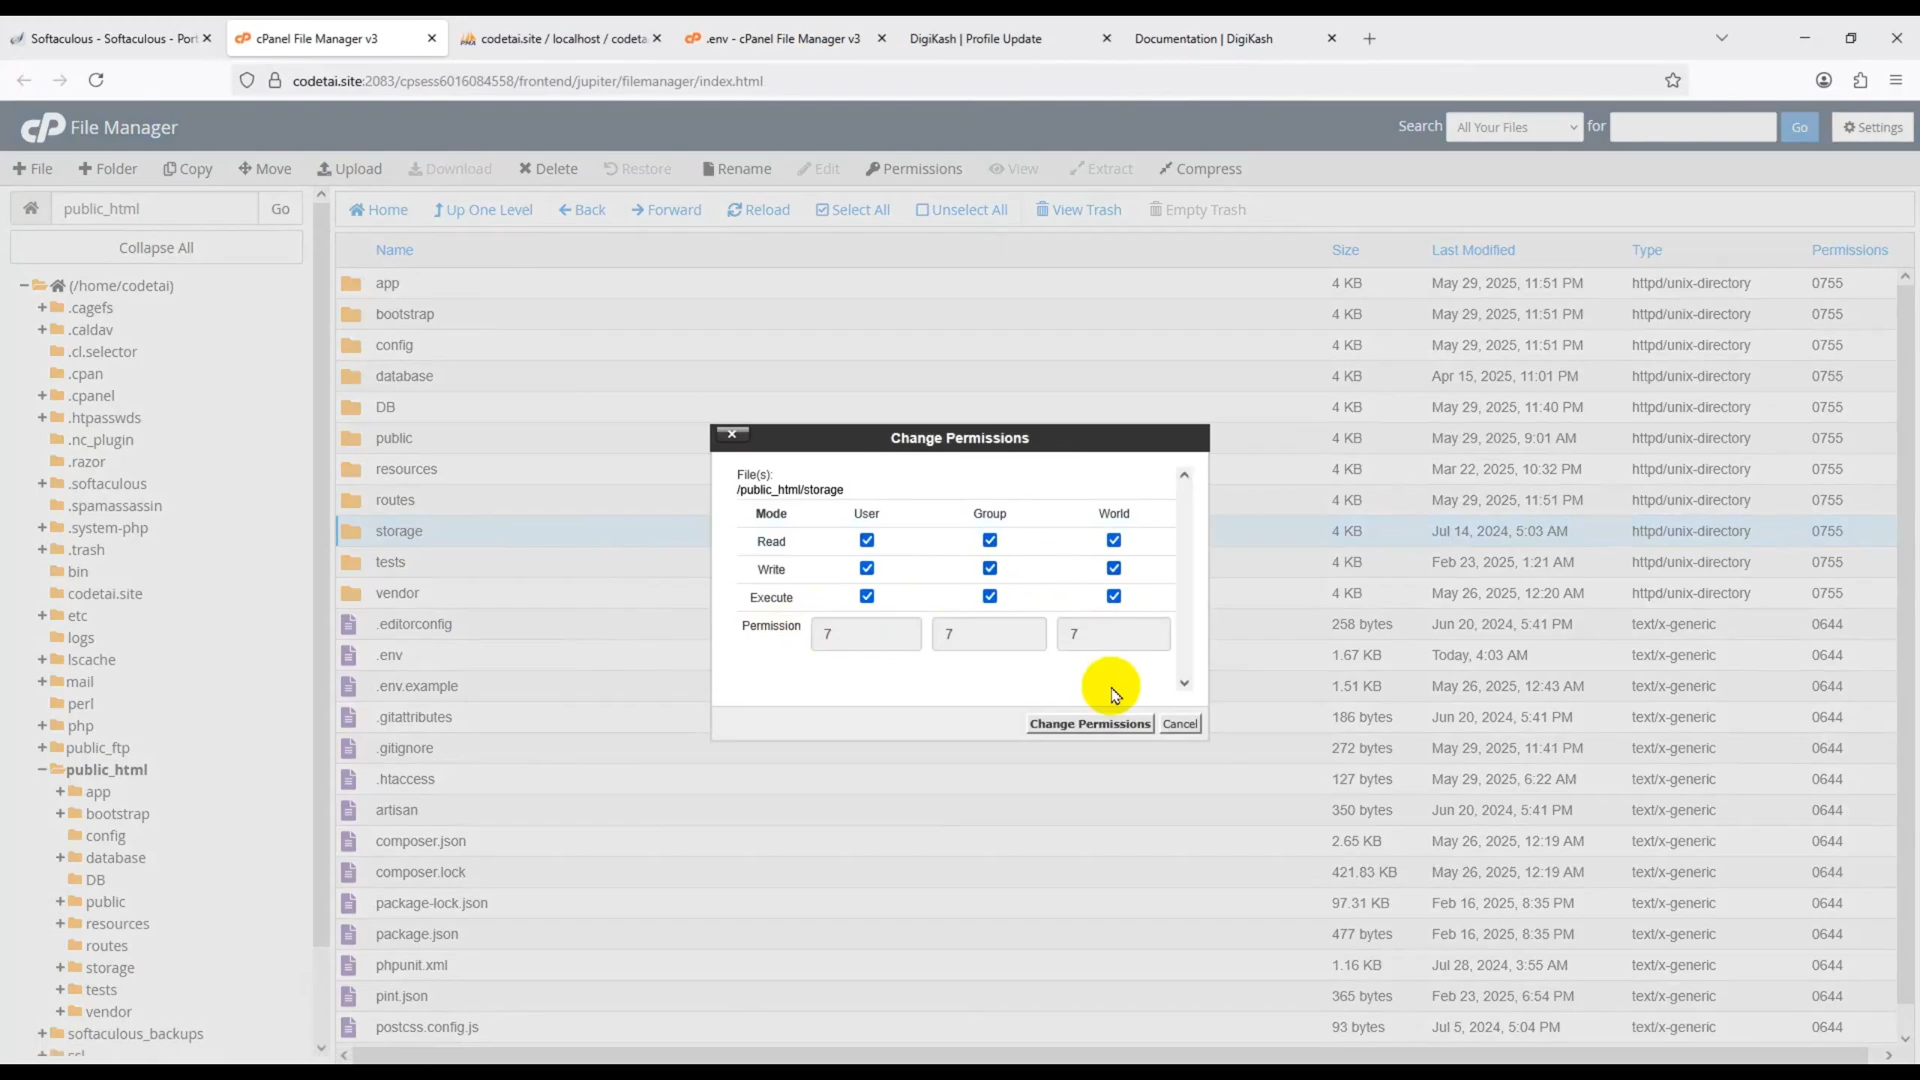 Softaculous - Softaculous - Por
cPanel File Manager v3
codetai.site / localhost / codeta
.env - cPanel File Manager v3
DigiKash | Profile Update
Documentation | DigiKash
codetai.site:2083/cpsess6016084558/frontend/jupiter/filemanager/index.html
cP File Manager
Search All Your Files for Go Settings
File Folder Copy Move Upload Download Delete Restore Rename Edit Permissions View Extract Compress
public_html Go
Home Up One Level Back Forward Reload Select All Unselect All View Trash Empty Trash
Collapse All
(/home/codetai)
.cagefs
.caldav
.cl.selector
.cpan
.cpanel
.htpasswds
.nc_plugin
.razor
.softaculous
.spamassassin
.system-php
.trash
bin
codetai.site
etc
logs
lscache
mail
perl
php
public_ftp
public_html
app
bootstrap
config
database
DB
public
resources
routes
storage
tests
vendor
softaculous_backups
ssl
Name Size Last Modified Type Permissions
app 4 KB May 29, 2025, 11:51 PM httpd/unix-directory 0755
bootstrap 4 KB May 29, 2025, 11:51 PM httpd/unix-directory 0755
config 4 KB May 29, 2025, 11:51 PM httpd/unix-directory 0755
database 4 KB Apr 15, 2025, 11:01 PM httpd/unix-directory 0755
DB 4 KB May 29, 2025, 11:40 PM httpd/unix-directory 0755
public 4 KB May 29, 2025, 9:01 AM httpd/unix-directory 0755
resources 4 KB Mar 22, 2025, 10:32 PM httpd/unix-directory 0755
routes 4 KB May 29, 2025, 11:51 PM httpd/unix-directory 0755
storage 4 KB Jul 14, 2024, 5:03 AM httpd/unix-directory 0755
tests 4 KB Feb 23, 2025, 1:21 AM httpd/unix-directory 0755
vendor 4 KB May 26, 2025, 12:20 AM httpd/unix-directory 0755
.editorconfig 258 bytes Jun 20, 2024, 5:41 PM text/x-generic 0644
.env 1.67 KB Today, 4:03 AM text/x-generic 0644
.env.example 1.51 KB May 26, 2025, 12:43 AM text/x-generic 0644
.gitattributes 186 bytes Jun 20, 2024, 5:41 PM text/x-generic 0644
.gitignore 272 bytes May 29, 2025, 11:41 PM text/x-generic 0644
.htaccess 127 bytes May 29, 2025, 6:22 AM text/x-generic 0644
artisan 350 bytes Jun 20, 2024, 5:41 PM text/x-generic 0644
composer.json 2.65 KB May 26, 2025, 12:19 AM text/x-generic 0644
composer.lock 421.83 KB May 26, 2025, 12:19 AM text/x-generic 0644
package-lock.json 97.31 KB Feb 16, 2025, 8:35 PM text/x-generic 0644
package.json 477 bytes Feb 16, 2025, 8:35 PM text/x-generic 0644
phpunit.xml 1.16 KB Jul 28, 2024, 3:55 AM text/x-generic 0644
pint.json 365 bytes Feb 23, 2025, 6:54 PM text/x-generic 0644
postcss.config.js 93 bytes Jul 5, 2024, 5:04 PM text/x-generic 0644
Change Permissions
File(s):
/public_html/storage
Mode User Group World
Read
Write
Execute
Permission 7 7 7
Change Permissions Cancel